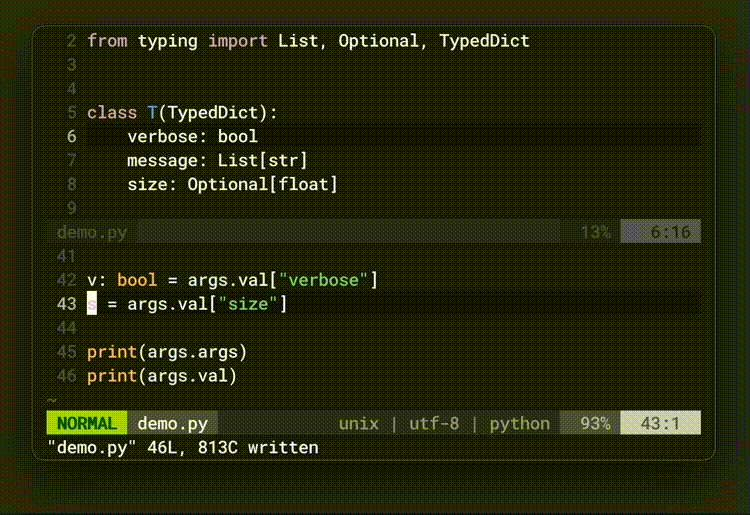 2 from typing import List, Optional, TypedDict
3
4
5 class T(TypedDict):
6     verbose: bool
7     message: List[str]
8     size: Optional[float]
9
demo.py 13% 6:16
41
42 v: bool = args.val["verbose"]
43 s = args.val["size"]
44
45 print(args.args)
46 print(args.val)
~
NORMAL demo.py unix | utf-8 | python 93% 43:1
"demo.py" 46L, 813C written